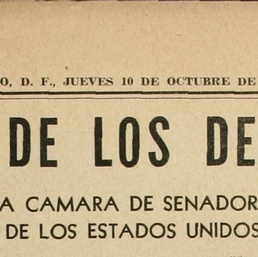 O, D. F., JUEVES 10 DE OCTUBRE DE
DE LOS DE
A CAMARA DE SENADOR
DE LOS ESTADOS UNIDOS